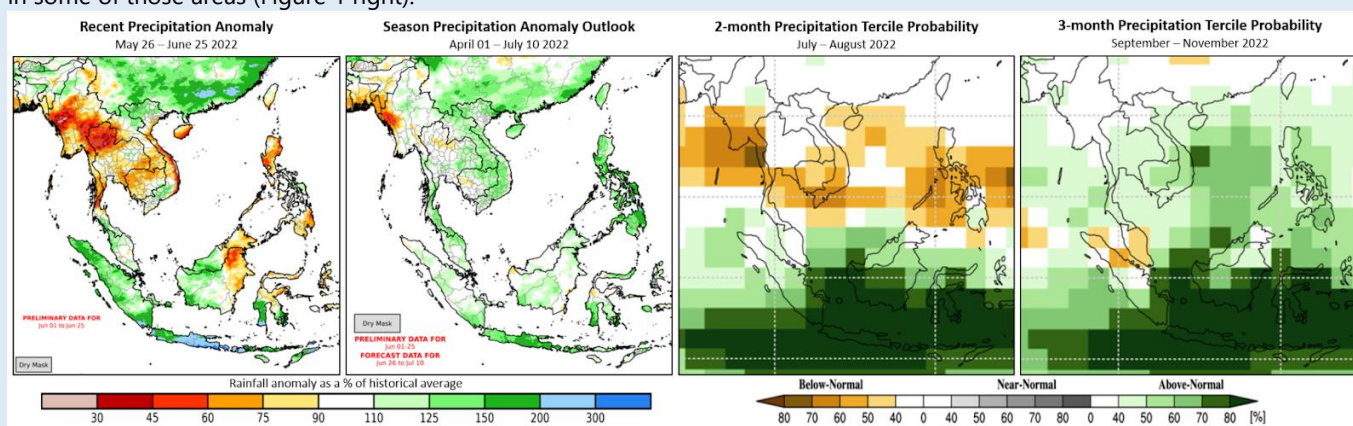 in some of those areas (Figure 4 right).
Recent Precipitation Anomaly
May 26 – June 25 2022
Season Precipitation Anomaly Outlook
April 01 – July 10 2022
2-month Precipitation Tercile Probability
July – August 2022
3-month Precipitation Tercile Probability
September – November 2022
PRELIMINARY DATA FOR
Jun 01 to Jun 25
Dry Mask
Dry Mask
PRELIMINARY DATA FOR
Jun 01-25
FORECAST DATA FOR
Jun 26 to Jul 10
Rainfall anomaly as a % of historical average
30 45 60 75 90 110 125 150 200 300
Below-Normal Near-Normal Above-Normal
80 70 60 50 40 0 40 50 60 70 80 0 40 50 60 70 80 [%]